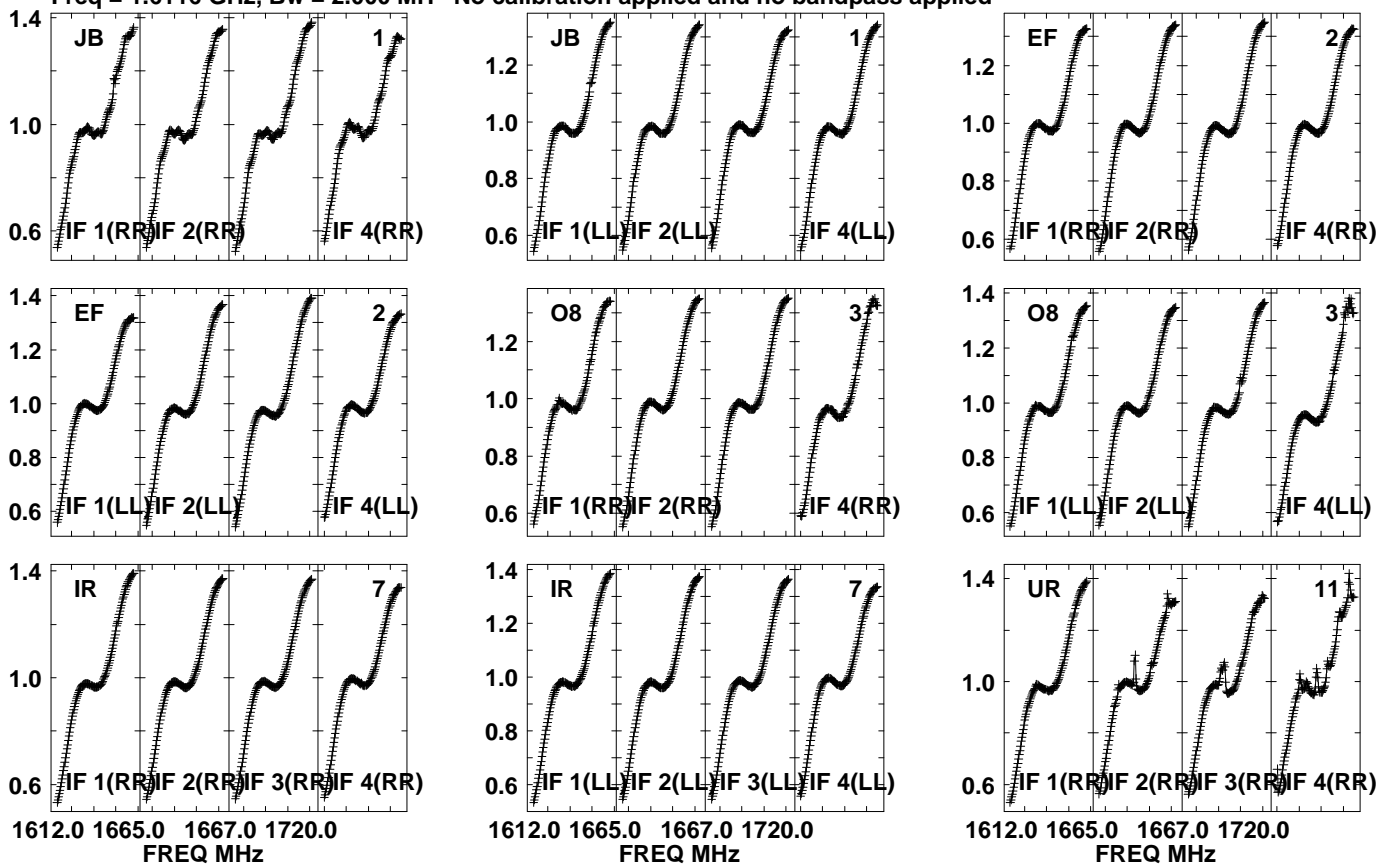 No calibration applied and no bandpass applied
JB 1
1.4
1.0
0.6
IF 1(RR) IF 2(RR) IF 4(RR)
JB 1
1.2
1.0
0.8
0.6
IF 1(LL) IF 2(LL) IF 4(LL)
EF 2
1.2
1.0
0.8
0.6
IF 1(RR) IF 2(RR) IF 4(RR)
EF 2
1.4
1.2
1.0
0.8
0.6
IF 1(LL) IF 2(LL) IF 4(LL)
O8 3
1.2
1.0
0.8
0.6
IF 1(RR) IF 2(RR) IF 4(RR)
O8 3
1.4
1.2
1.0
0.8
0.6
IF 1(LL) IF 2(LL) IF 4(LL)
IR 7
1.4
1.0
0.6
IF 1(RR) IF 2(RR) IF 3(RR) IF 4(RR)
1612.0 1665.0 1667.0 1720.0
FREQ MHz
IR 7
1.4
1.2
1.0
0.8
0.6
IF 1(LL) IF 2(LL) IF 3(LL) IF 4(LL)
1612.0 1665.0 1667.0 1720.0
FREQ MHz
UR 11
1.4
1.0
0.6
IF 1(RR) IF 2(RR) IF 3(RR) IF 4(RR)
1612.0 1665.0 1667.0 1720.0
FREQ MHz